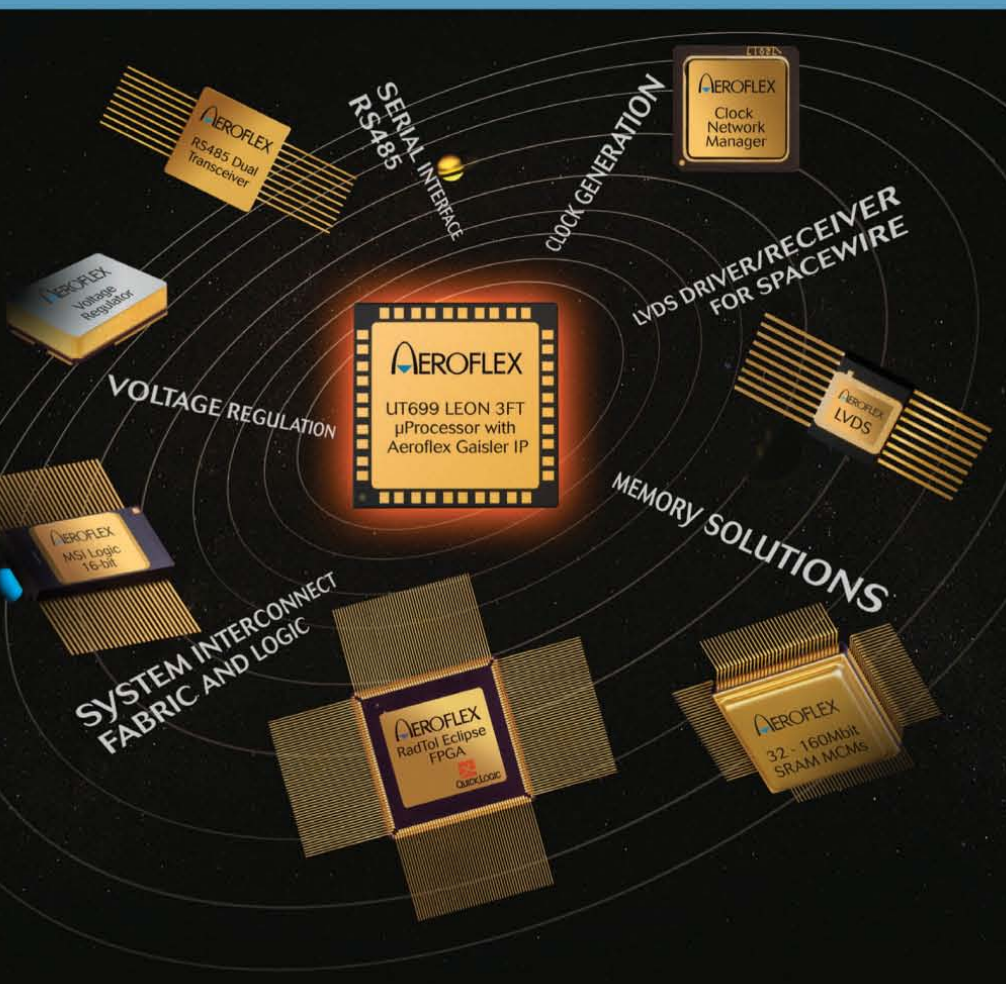 AEROFLEX
RS485 Dual
Transceiver
SERIAL INTERFACE
RS485
CLOCK GENERATION
AEROFLEX
Clock
Network
Manager
LVDS DRIVER/RECEIVER
FOR SPACEWIRE
AEROFLEX
Voltage
Regulator
VOLTAGE REGULATION
AEROFLEX
UT699 LEON 3FT
µProcessor with
Aeroflex Gaisler IP
AEROFLEX
LVDS
MEMORY SOLUTIONS
AEROFLEX
MSI Logic
16-bit
SYSTEM INTERCONNECT
FABRIC AND LOGIC
AEROFLEX
RadTol Eclipse
FPGA
QUICKLOGIC
AEROFLEX
32 - 160Mbit
SRAM MCMs